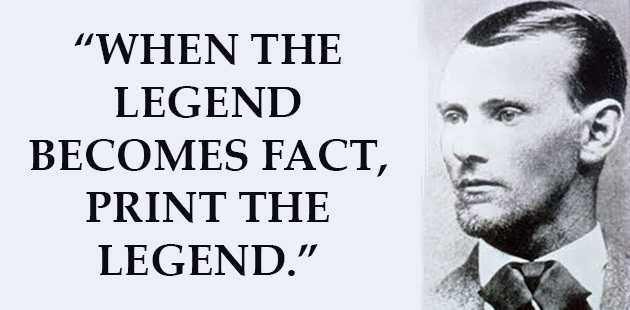 “WHEN THE
LEGEND
BECOMES FACT,
PRINT THE
LEGEND.”